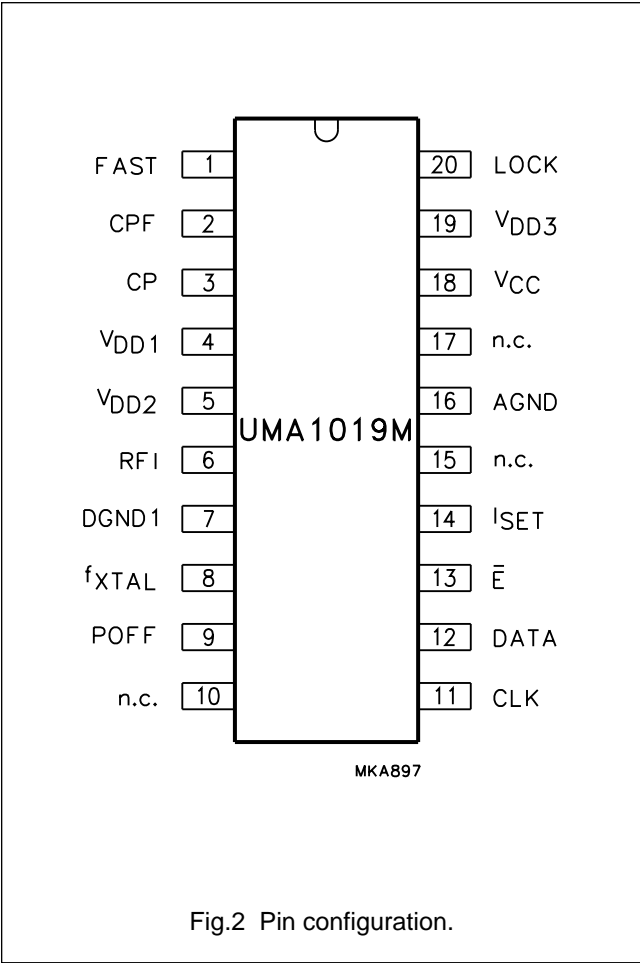 FAST 1 20 LOCK
CPF 2 19 VDD3
CP 3 18 VCC
VDD1 4 17 n.c.
VDD2 5 16 AGND
UMA1019M
RFI 6 15 n.c.
DGND1 7 14 ISET
fXTAL 8 13 E̅
POFF 9 12 DATA
n.c. 10 11 CLK
MKA897
Fig.2 Pin configuration.